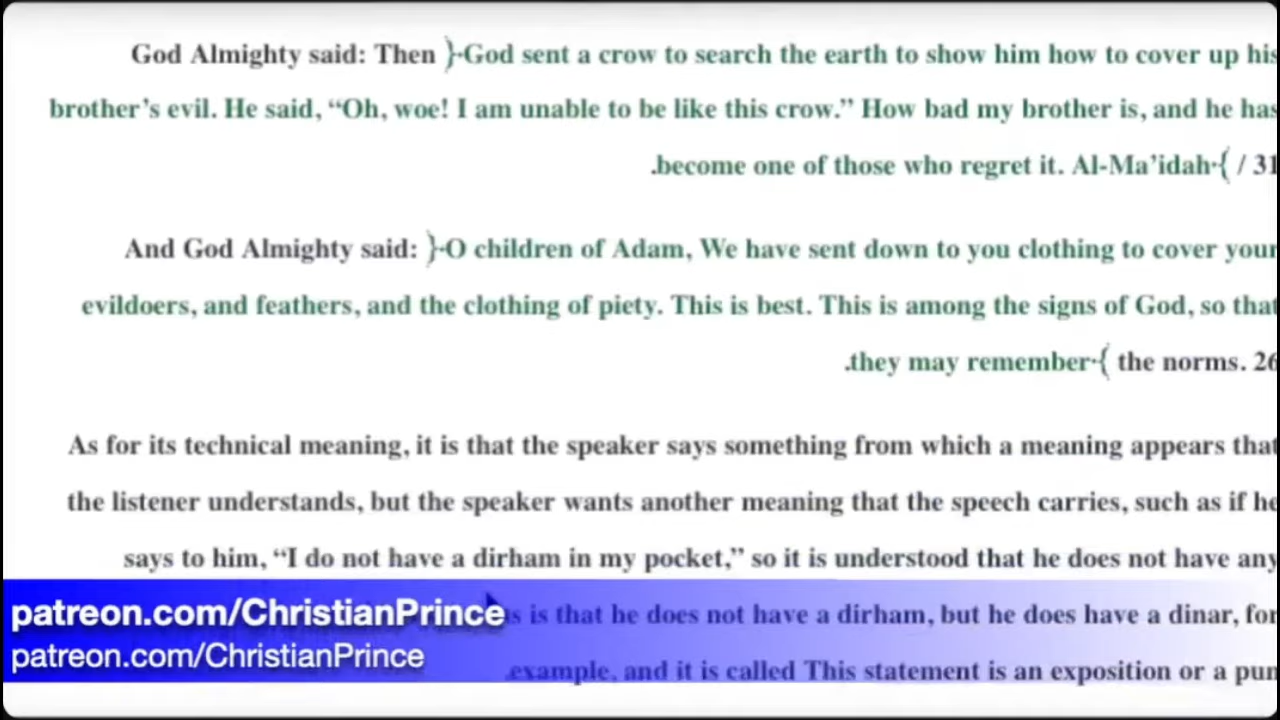 God Almighty said: Then }-God sent a crow to search the earth to show him how to cover up his
brother’s evil. He said, “Oh, woe! I am unable to be like this crow.” How bad my brother is, and he has
.become one of those who regret it. Al-Ma’idah-{ / 31
And God Almighty said: }-O children of Adam, We have sent down to you clothing to cover your
evildoers, and feathers, and the clothing of piety. This is best. This is among the signs of God, so that
.they may remember-{ the norms. 26
As for its technical meaning, it is that the speaker says something from which a meaning appears that
the listener understands, but the speaker wants another meaning that the speech carries, such as if he
says to him, “I do not have a dirham in my pocket,” so it is understood that he does not have any
is that he does not have a dirham, but he does have a dinar, for
.example, and it is called This statement is an exposition or a pun
patreon.com/ChristianPrince
patreon.com/ChristianPrince